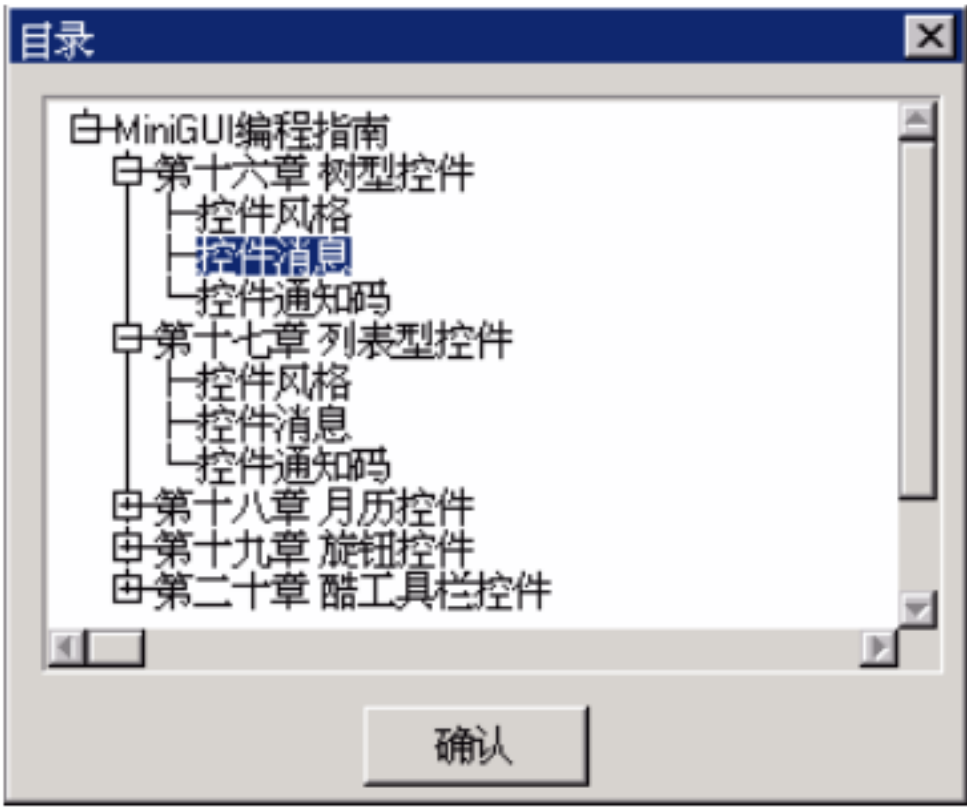 目录
MiniGUI编程指南
第十六章 树型控件
控件风格
控件消息
控件通知码
第十七章 列表型控件
控件风格
控件消息
控件通知码
第十八章 月历控件
第十九章 旋钮控件
第二十章 酷工具栏控件
确认